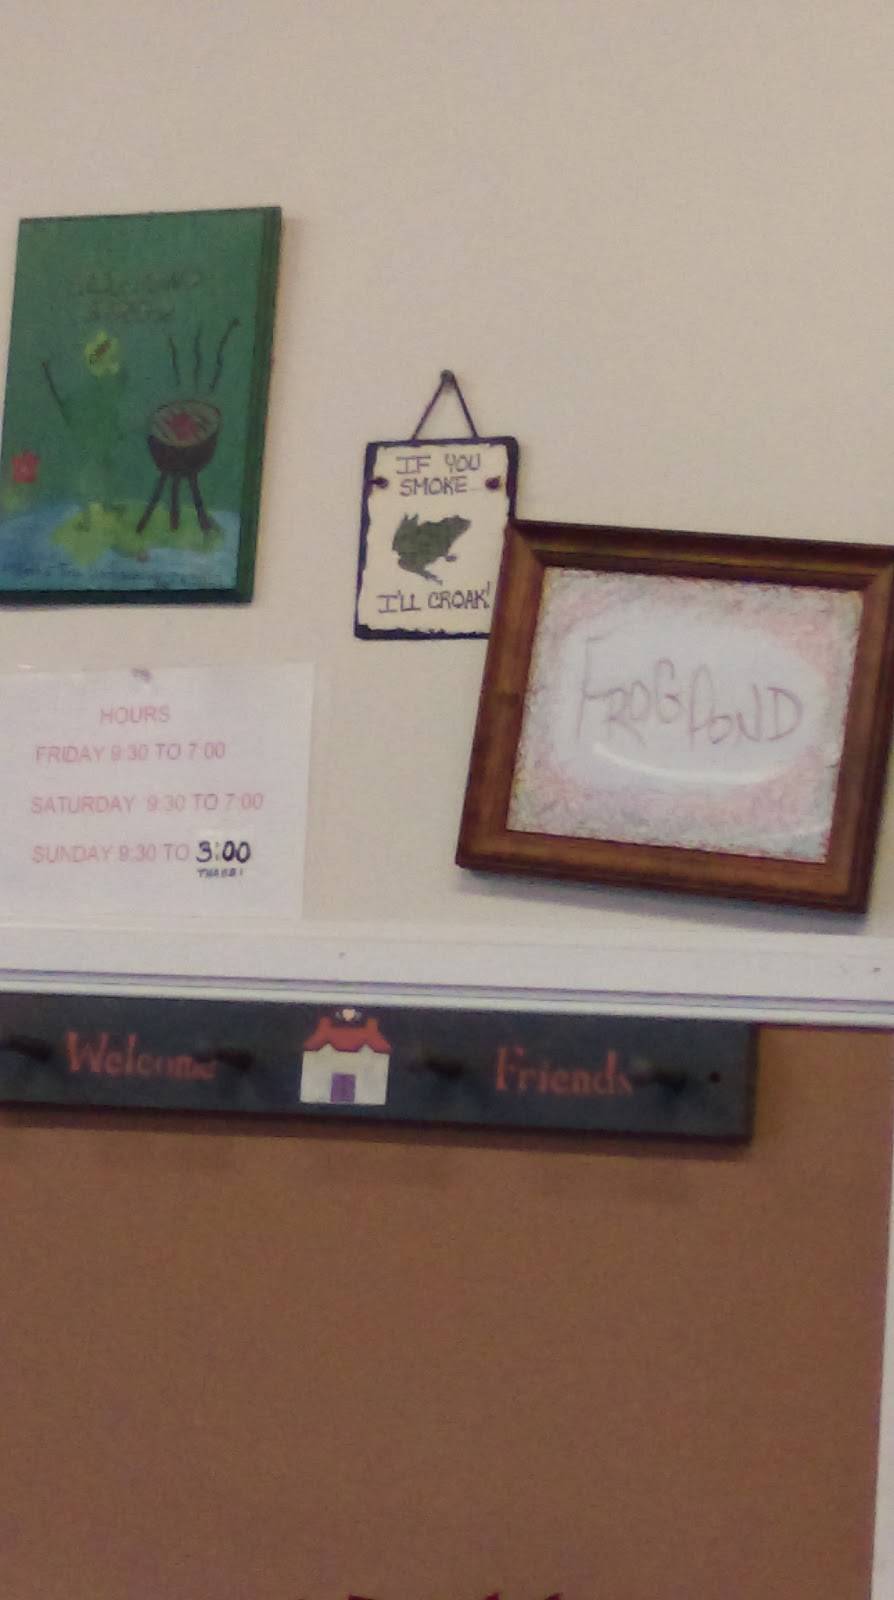 IF YOU
SMOKE
I'LL CROAK!
FROG POND
HOURS
FRIDAY 9:30 TO 7:00
SATURDAY 9:30 TO 7:00
SUNDAY 9:30 TO 3:00
Welcome Friends